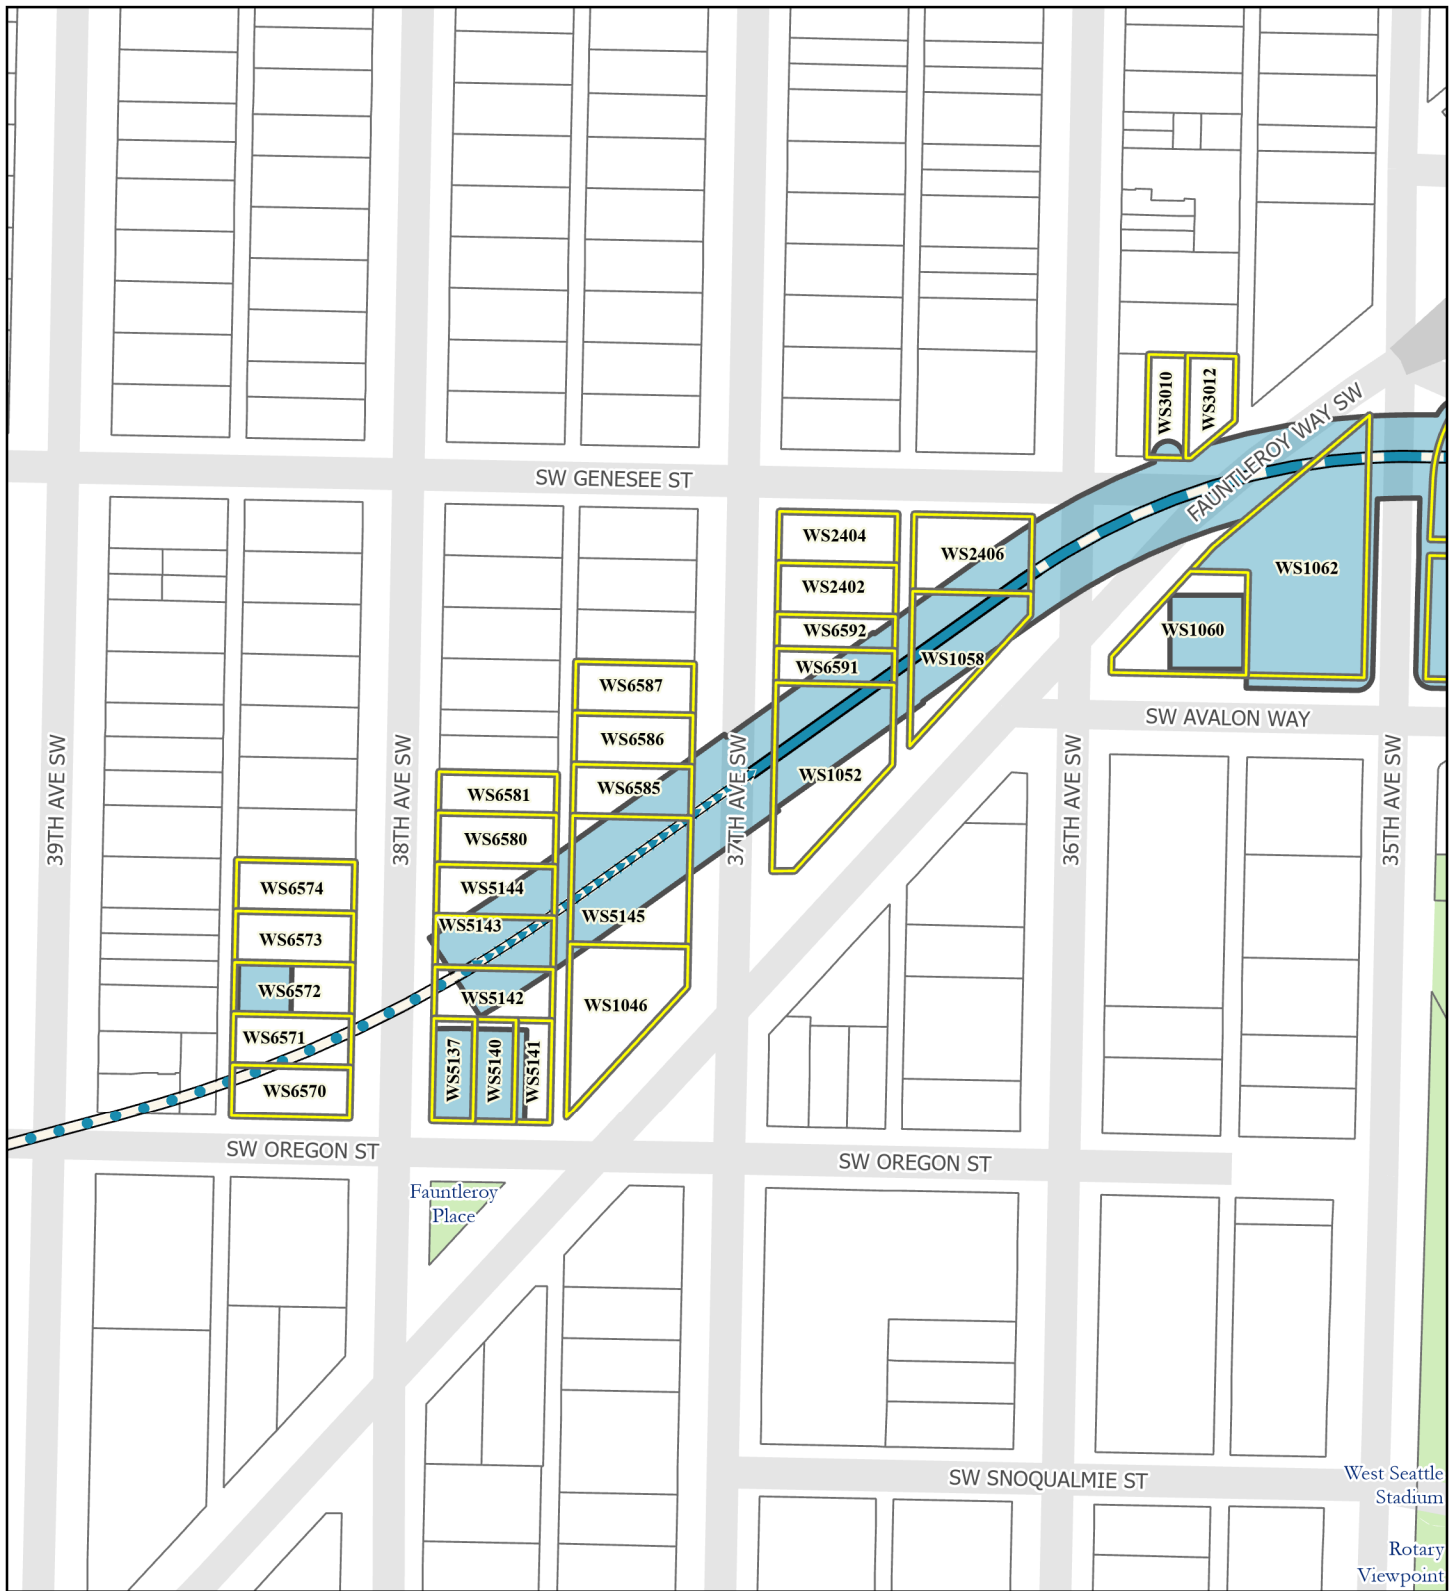 WS3010
WS3012
FAUNTLEROY WAY SW
SW GENESEE ST
WS2404
WS2406
WS2402
WS1062
WS6592
WS1060
WS6591
WS1058
WS6587
SW AVALON WAY
WS6586
39TH AVE SW
38TH AVE SW
37TH AVE SW
36TH AVE SW
35TH AVE SW
WS6585
WS1052
WS6581
WS6580
WS6574
WS5144
WS5145
WS5143
WS6573
WS6572
WS5142
WS1046
WS6571
WS5137
WS5140
WS5141
WS6570
SW OREGON ST
SW OREGON ST
Fauntleroy
Place
SW SNOQUALMIE ST
West Seattle
Stadium
Rotary
Viewpoint